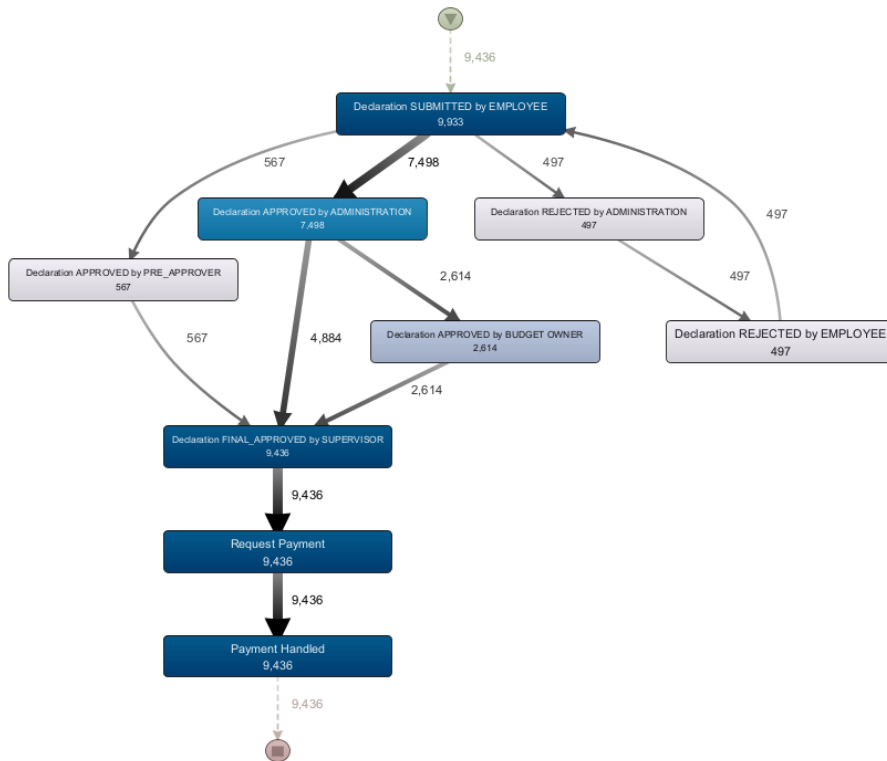 9,436
Declaration SUBMITTED by EMPLOYEE
9,933
567
7,498
497
Declaration APPROVED by ADMINISTRATION
7,498
Declaration REJECTED by ADMINISTRATION
497
497
Declaration APPROVED by PRE_APPROVER
567
2,614
497
567
4,884
Declaration APPROVED by BUDGET OWNER
2,614
Declaration REJECTED by EMPLOYEE
497
2,614
Declaration FINAL_APPROVED by SUPERVISOR
9,436
9,436
Request Payment
9,436
9,436
Payment Handled
9,436
9,436